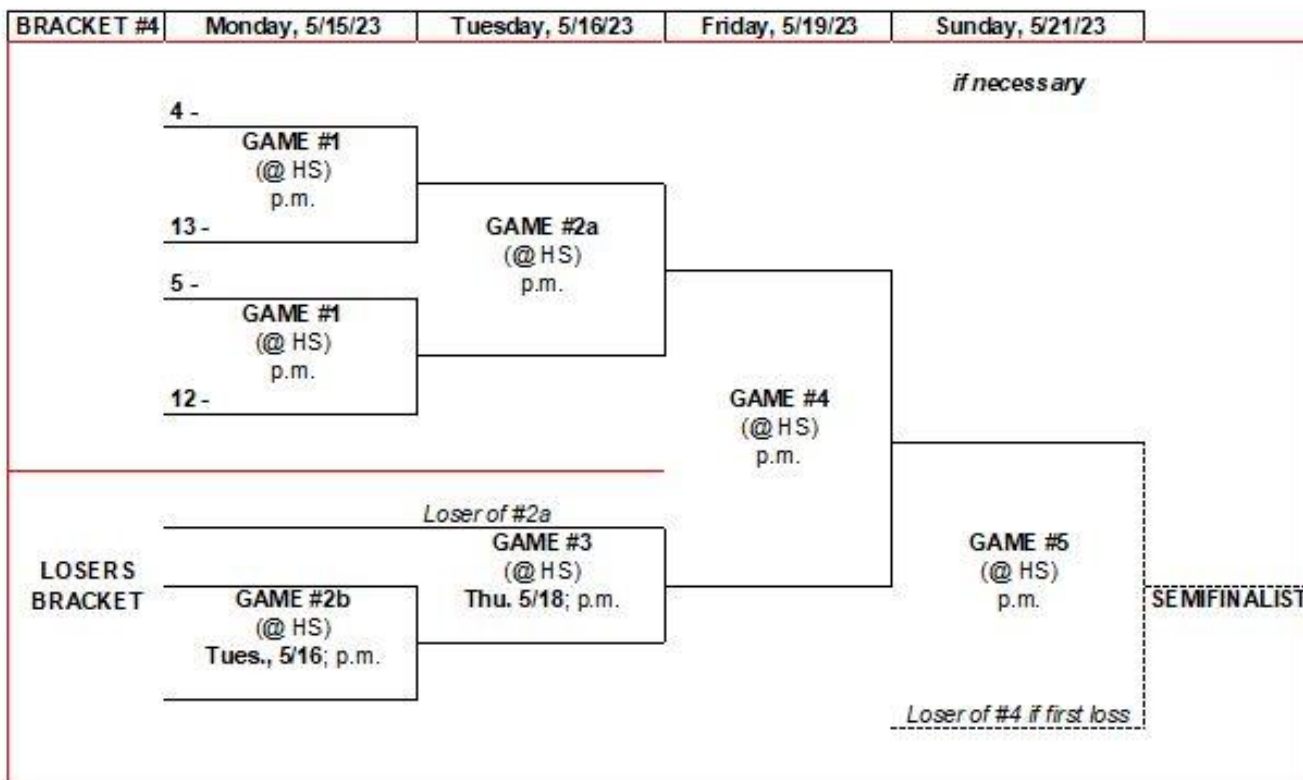 BRACKET #4 Monday, 5/15/23 Tuesday, 5/16/23 Friday, 5/19/23 Sunday, 5/21/23
if necessary
4 -
GAME #1
(@ HS)
p.m.
13 -
GAME #2a
(@ HS)
p.m.
5 -
GAME #1
(@ HS)
p.m.
12 -
GAME #4
(@ HS)
p.m.
Loser of #2a
GAME #3
(@ HS)
Thu. 5/18; p.m.
LOSERS
BRACKET
GAME #2b
(@ HS)
Tues., 5/16; p.m.
GAME #5
(@ HS)
p.m.
SEMIFINALIST
Loser of #4 if first loss